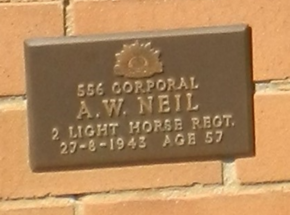 556 CORPORAL
A.W. NEIL
2 LIGHT HORSE REGT.
27-8-1943 AGE 57